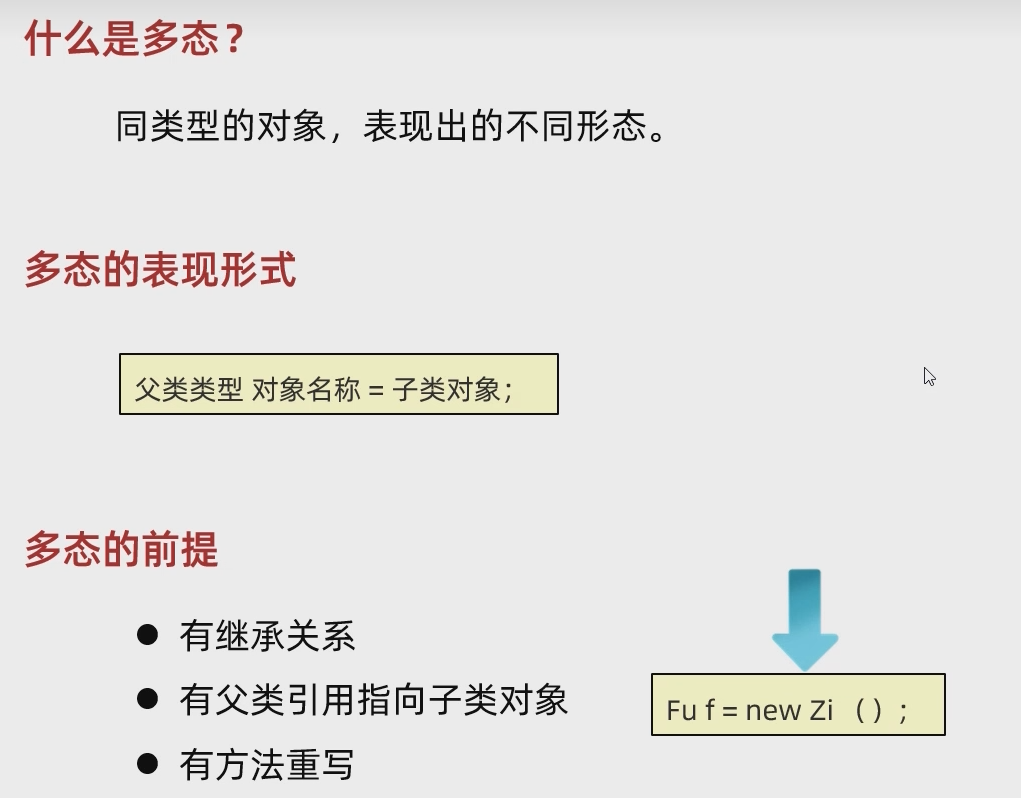 什么是多态？
同类型的对象，表现出的不同形态。
多态的表现形式
父类类型 对象名称 = 子类对象；
多态的前提
● 有继承关系
● 有父类引用指向子类对象
Fu f = new Zi （）；
● 有方法重写